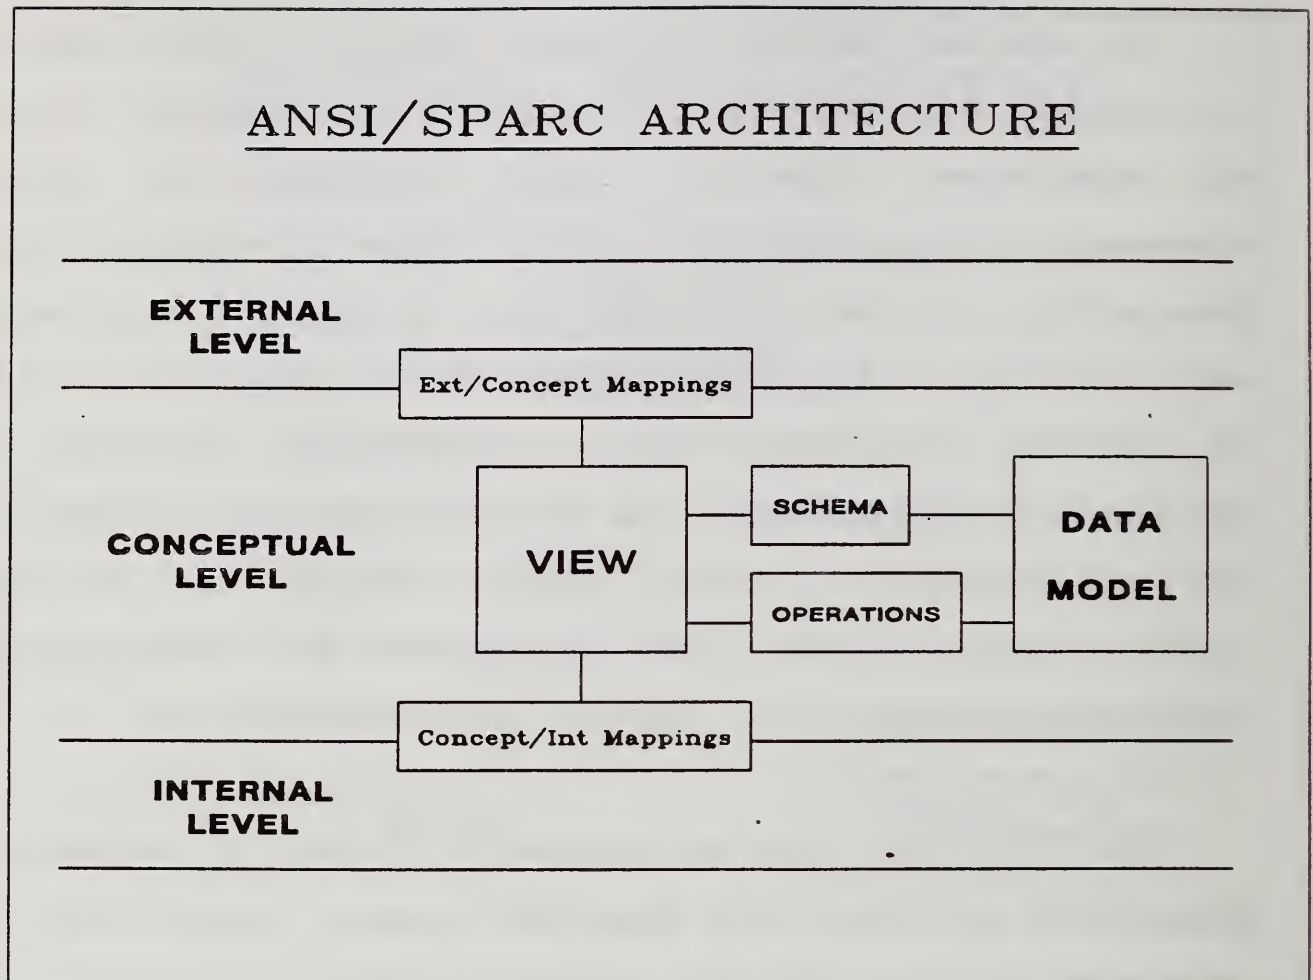 ANSI/SPARC ARCHITECTURE
EXTERNAL
LEVEL
Ext/Concept Mappings
CONCEPTUAL
LEVEL
VIEW
SCHEMA
OPERATIONS
DATA
MODEL
Concept/Int Mappings
INTERNAL
LEVEL